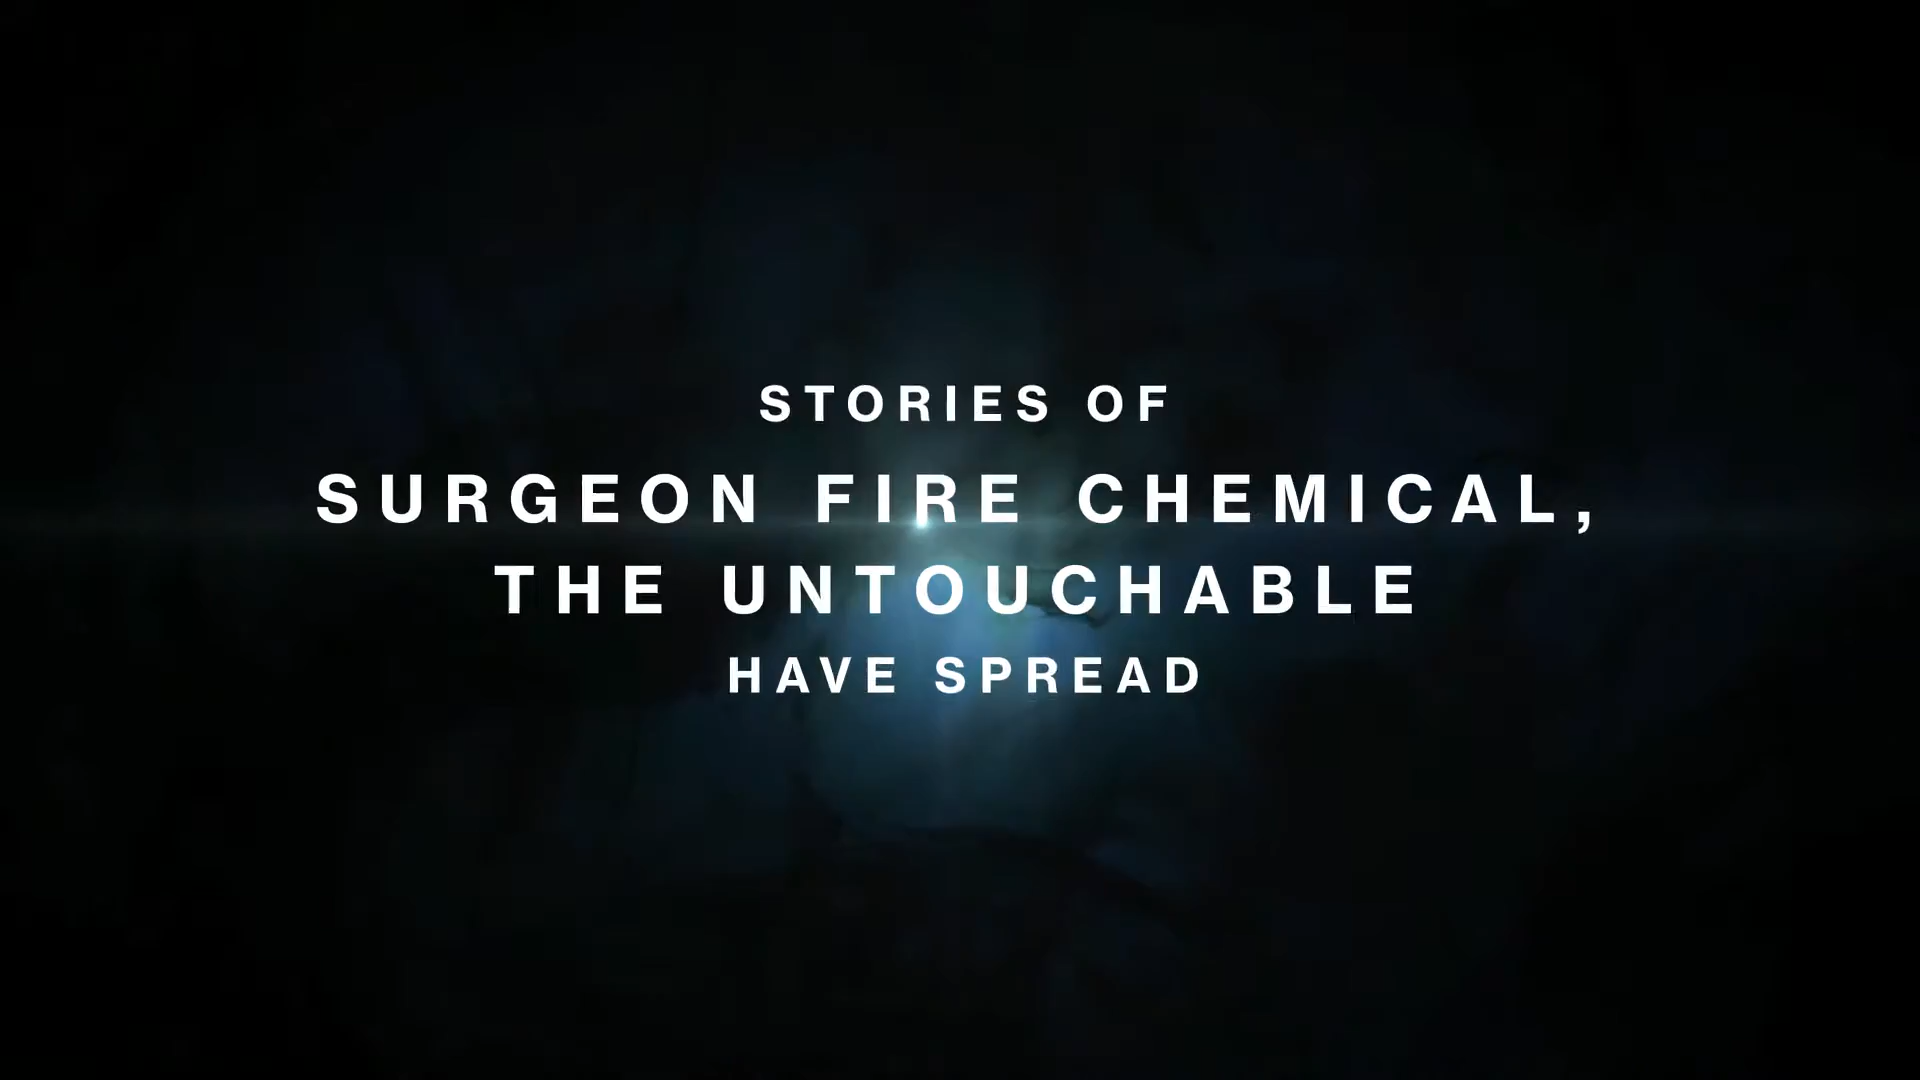 STORIES OF
SURGEON FIRE CHEMICAL,
THE UNTOUCHABLE
HAVE SPREAD